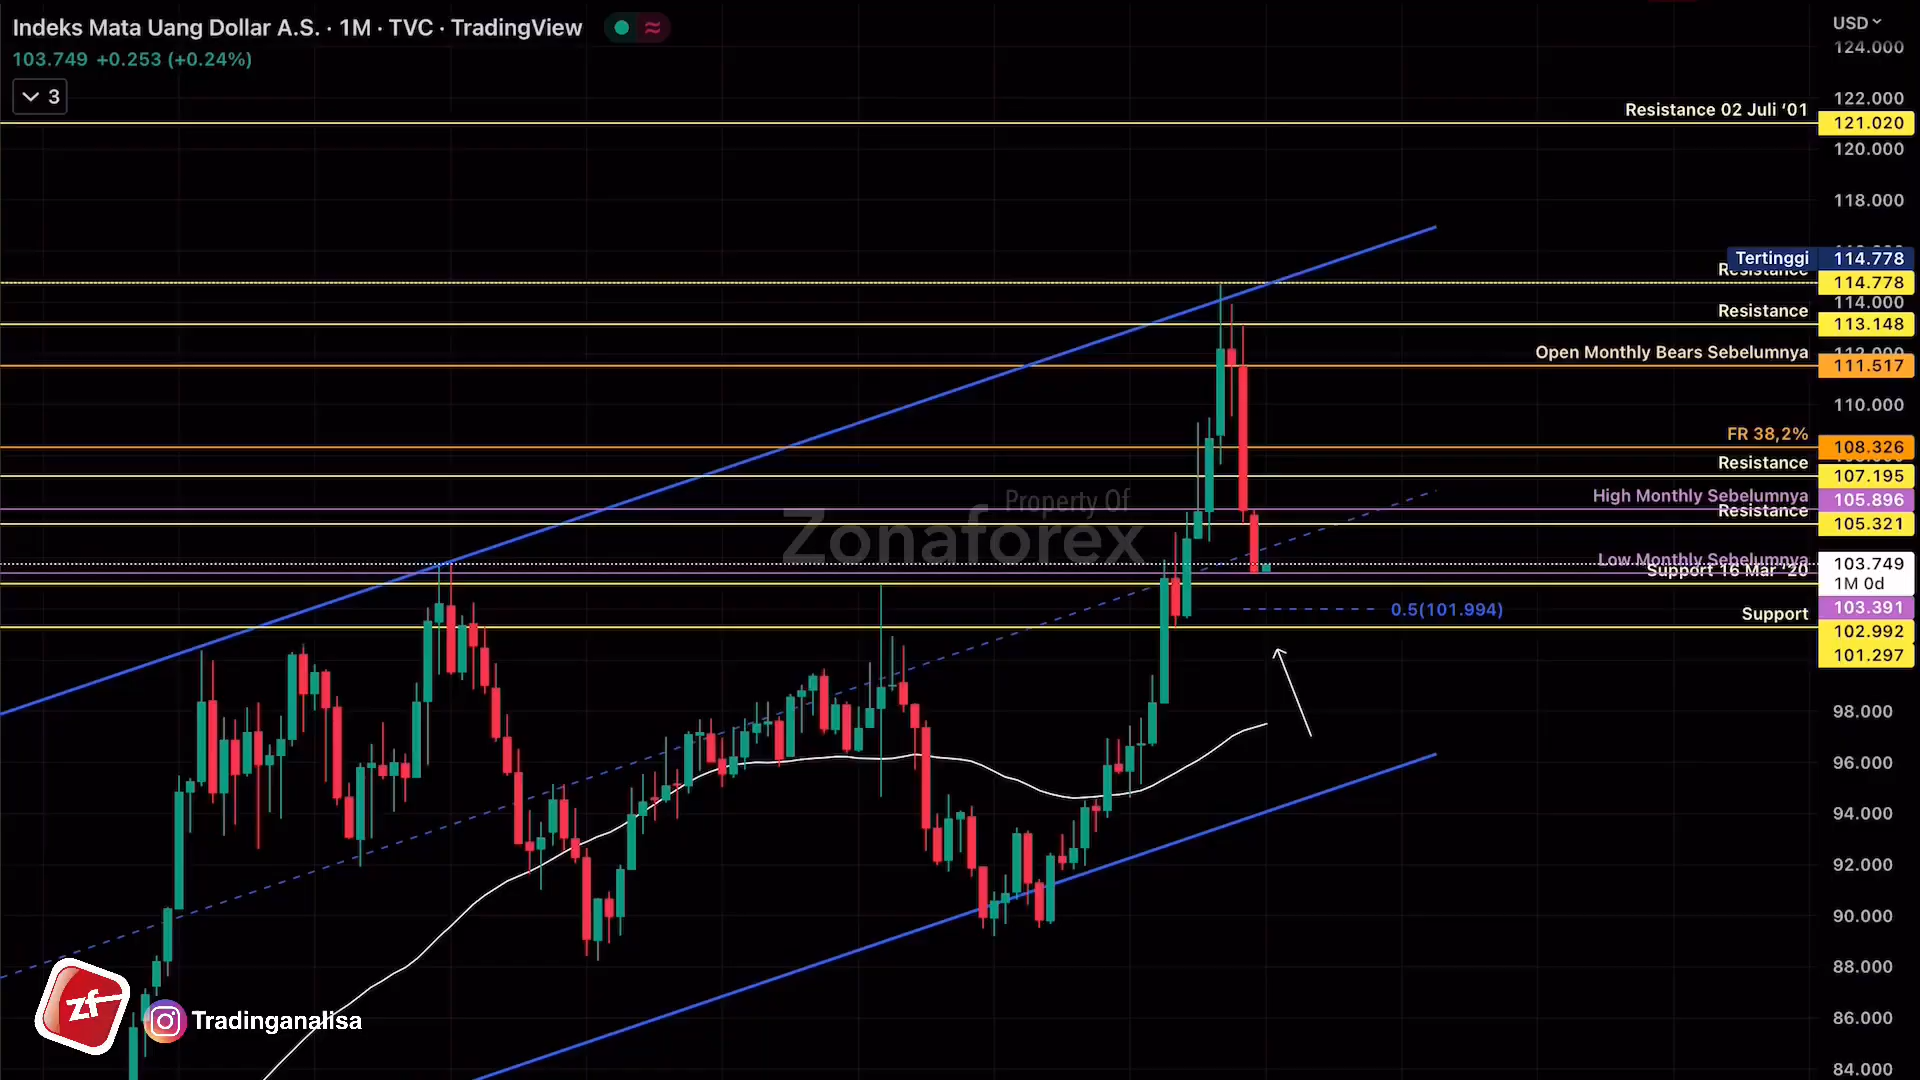 Indeks Mata Uang Dollar A.S. · 1M · TVC · TradingView
103.749 +0.253 (+0.24%)
3
USD
124.000
122.000
Resistance 02 Juli ‘01
121.020
120.000
118.000
Tertinggi 114.778
Resistance
114.778
114.000
Resistance
113.148
112.000
Open Monthly Bears Sebelumnya
111.517
110.000
FR 38,2%
108.326
Resistance
107.195
High Monthly Sebelumnya
105.896
Resistance
105.321
Low Monthly Sebelumnya
103.749
Support 16 Mar ‘20
1M 0d
103.391
0.5(101.994)
Support
102.992
101.297
98.000
96.000
94.000
92.000
90.000
88.000
86.000
84.000
Property Of
Zonaforex
zf
Tradinganalisa